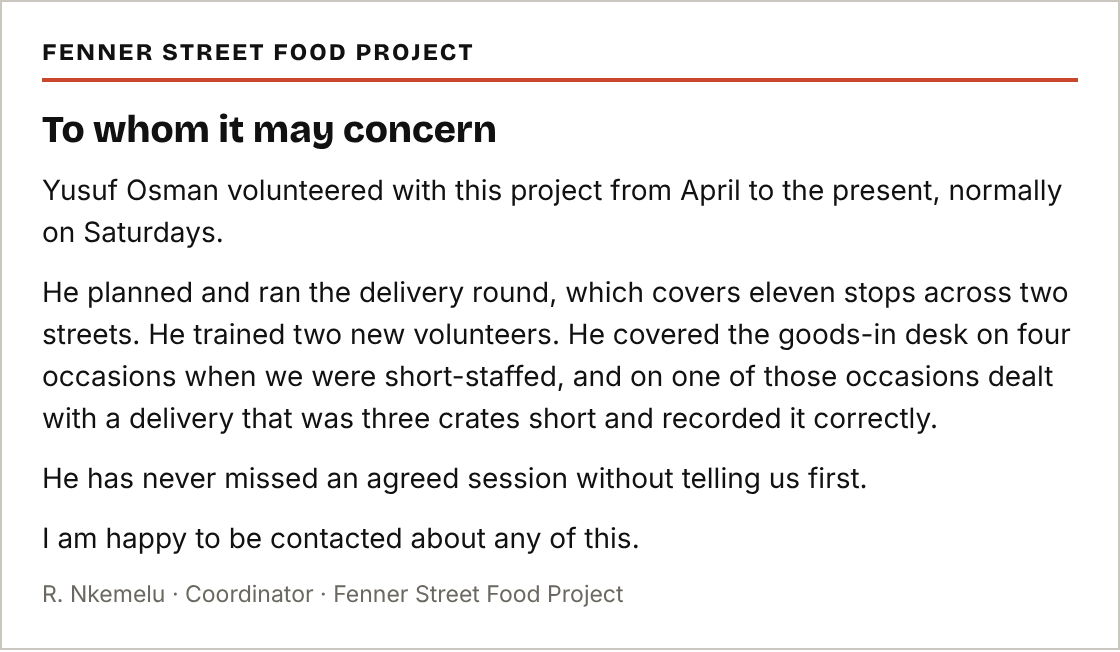 FENNER STREET FOOD PROJECT
To whom it may concern
Yusuf Osman volunteered with this project from April to the present, normally
on Saturdays.
He planned and ran the delivery round, which covers eleven stops across two
streets. He trained two new volunteers. He covered the goods-in desk on four
occasions when we were short-staffed, and on one of those occasions dealt
with a delivery that was three crates short and recorded it correctly.
He has never missed an agreed session without telling us first.
I am happy to be contacted about any of this.
R. Nkemelu · Coordinator · Fenner Street Food Project